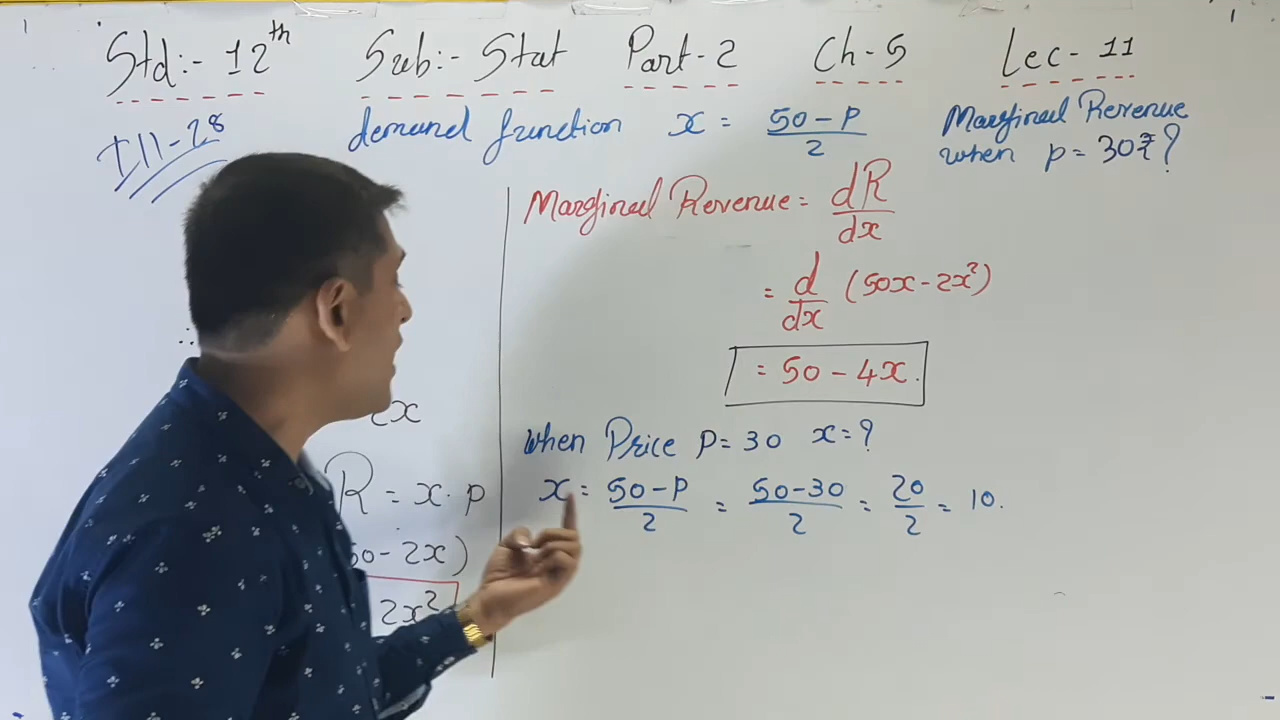 Std:- 12th Sub:- Stat Part-2 Ch-5 Lec-11
Ill-28 demand function x = 50-P/2 Marginal Revenue
when p = 30₹?
2x
R = x · p
50-2x)
2x²
Marginal Revenue = dR/dx
= d/dx (50x - 2x²)
= 50 - 4x.
when Price P = 30 x = ?
x = 50-P/2 = 50-30/2 = 20/2 = 10.